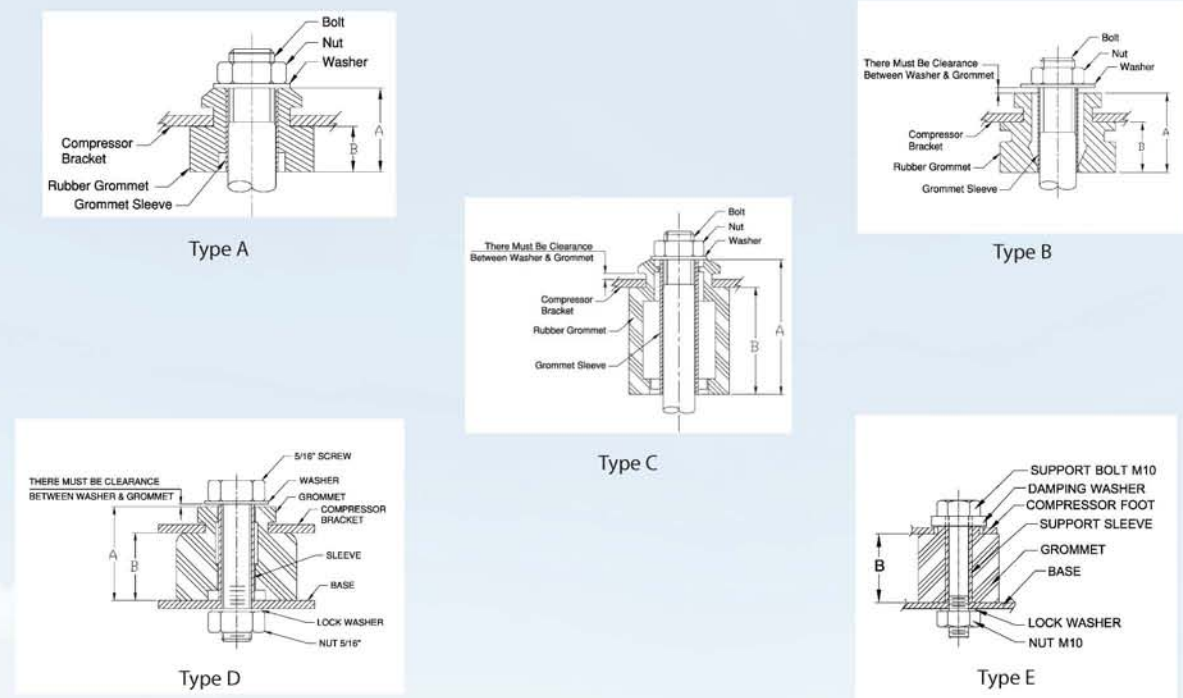 Bolt
Nut
Washer
Compressor
Bracket
Rubber Grommet
Grommet Sleeve
A
B
Type A
There Must Be Clearance
Between Washer & Grommet
Bolt
Nut
Washer
Compressor
Bracket
Rubber Grommet
Grommet Sleeve
A
B
Type B
There Must Be Clearance
Between Washer & Grommet
Bolt
Nut
Washer
Compressor
Bracket
Rubber Grommet
Grommet Sleeve
A
B
Type C
THERE MUST BE CLEARANCE
BETWEEN WASHER & GROMMET
5/16" SCREW
WASHER
GROMMET
COMPRESSOR
BRACKET
A
B
SLEEVE
BASE
LOCK WASHER
NUT 5/16"
Type D
SUPPORT BOLT M10
DAMPING WASHER
COMPRESSOR FOOT
SUPPORT SLEEVE
GROMMET
B
BASE
LOCK WASHER
NUT M10
Type E